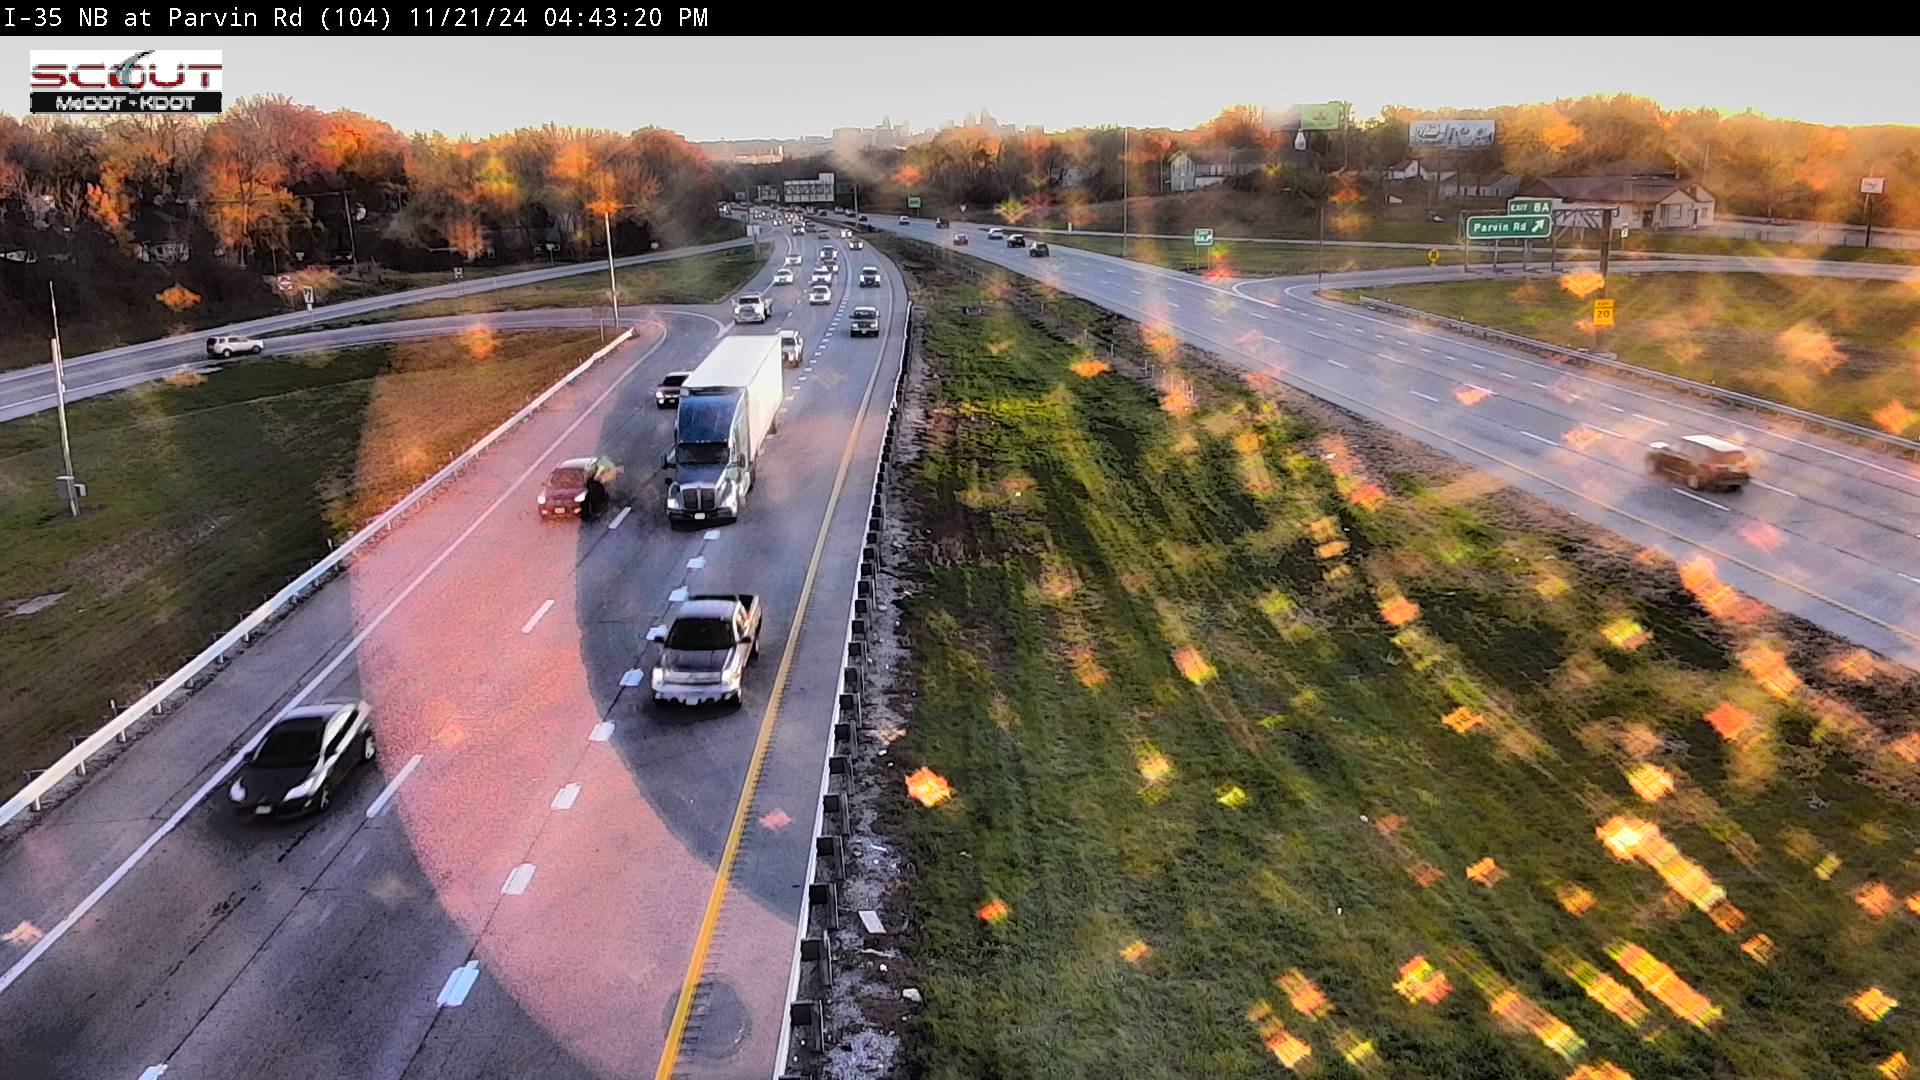 I-35 NB at Parvin Rd (104) 11/21/24 04:43:20 PM
SCOUT
MoDOT - KDOT
EXIT 8A
Parvin Rd
EXIT
20